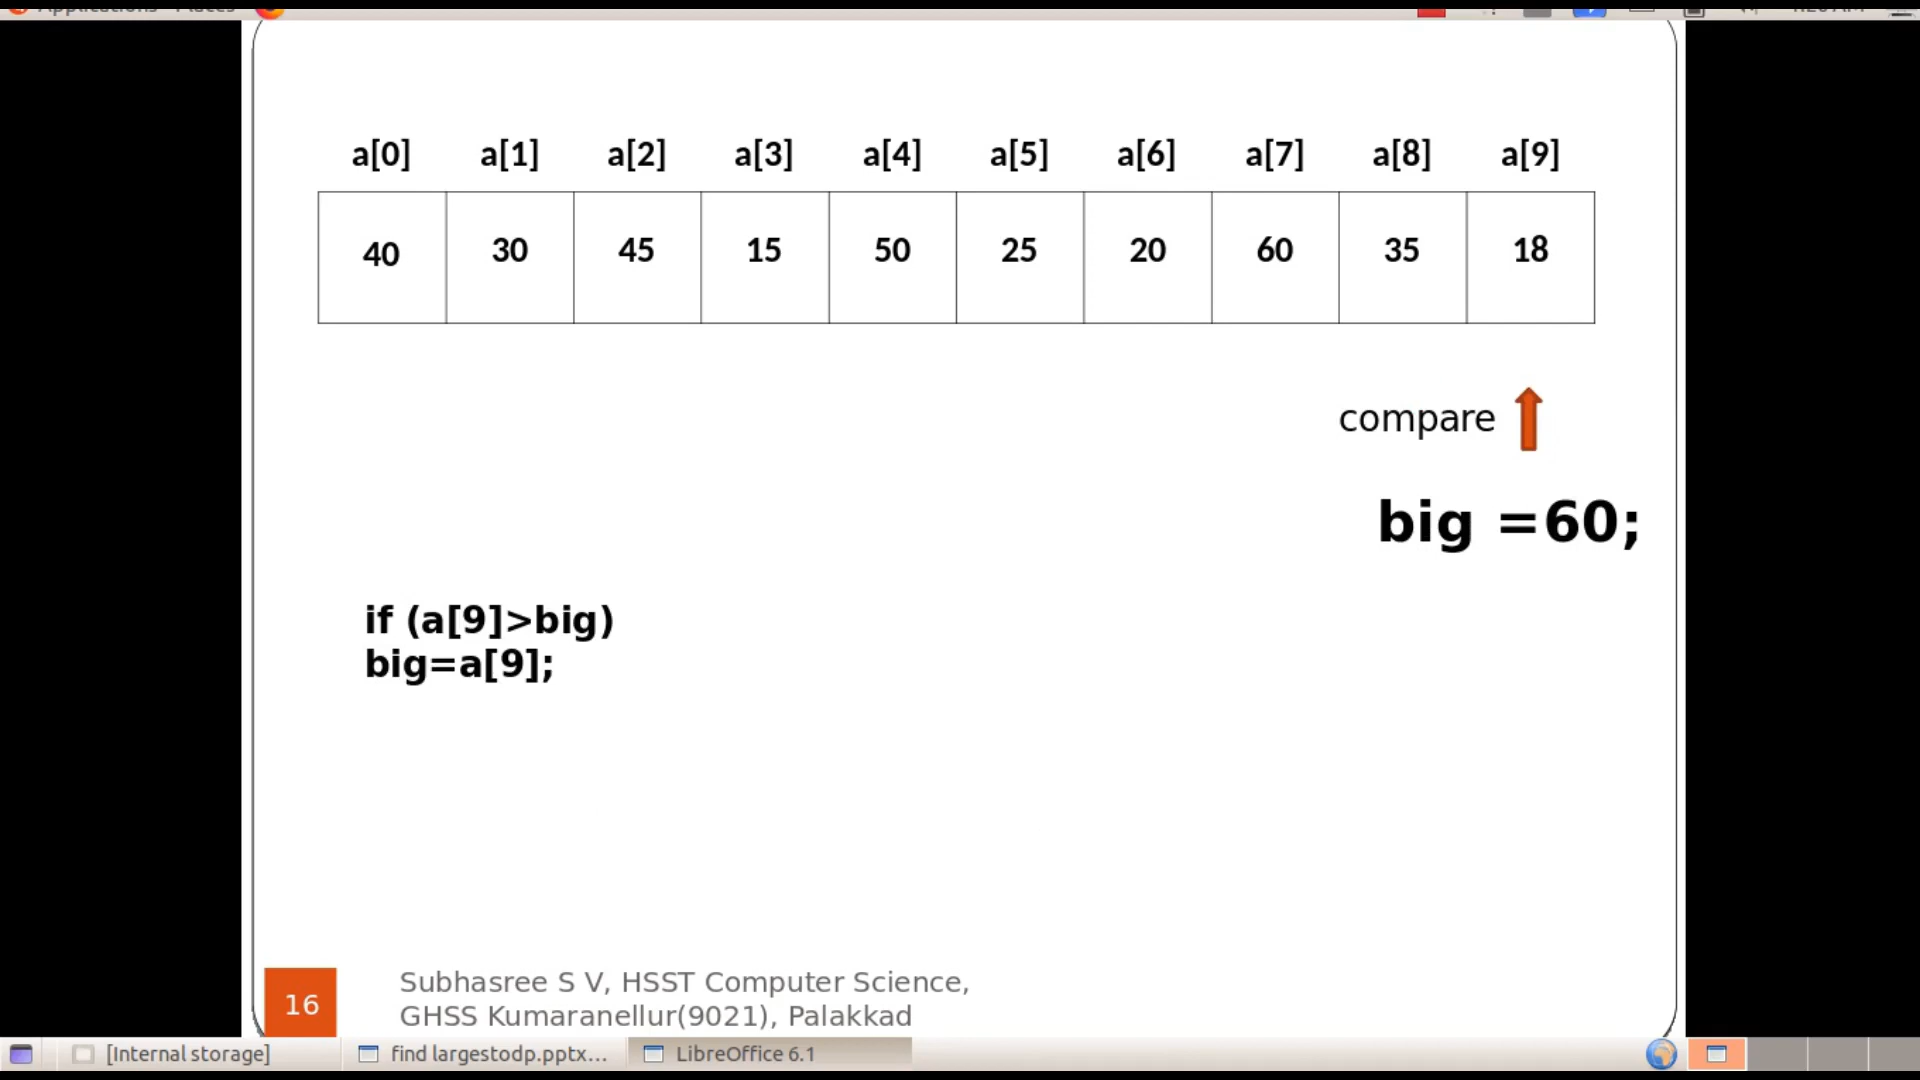 a[0] a[1] a[2] a[3] a[4] a[5] a[6] a[7] a[8] a[9]
40 30 45 15 50 25 20 60 35 18
compare
big =60;
if (a[9]>big)
big=a[9];
16
Subhasree S V, HSST Computer Science,
GHSS Kumaranellur(9021), Palakkad
[Internal storage] find largestodp.pptx... LibreOffice 6.1